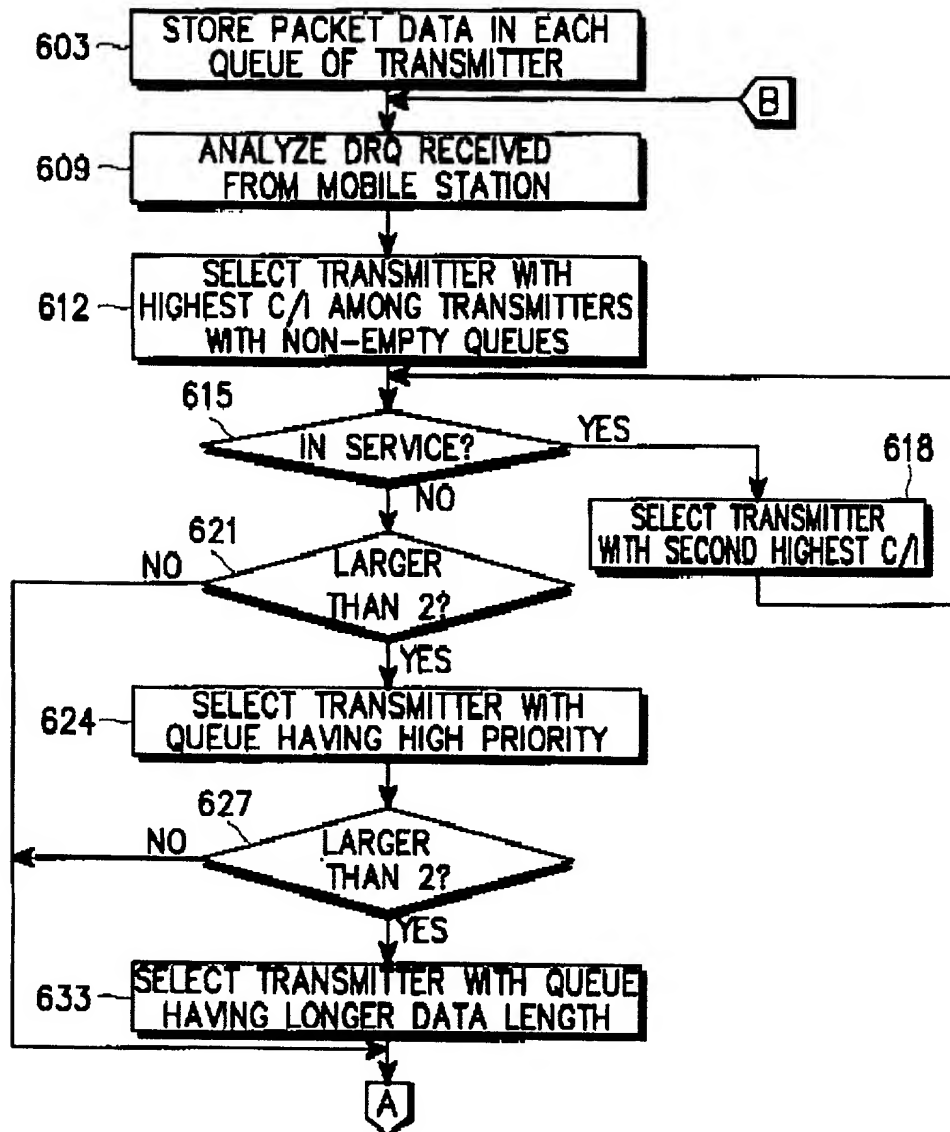 603
STORE PACKET DATA IN EACH
QUEUE OF TRANSMITTER
B
609
ANALYZE DRQ RECEIVED
FROM MOBILE STATION
612
SELECT TRANSMITTER WITH
HIGHEST C/I AMONG TRANSMITTERS
WITH NON-EMPTY QUEUES
615
IN SERVICE?
YES
NO
618
SELECT TRANSMITTER
WITH SECOND HIGHEST C/I
621
NO
LARGER
THAN 2?
YES
624
SELECT TRANSMITTER WITH
QUEUE HAVING HIGH PRIORITY
627
NO
LARGER
THAN 2?
YES
633
SELECT TRANSMITTER WITH QUEUE
HAVING LONGER DATA LENGTH
A